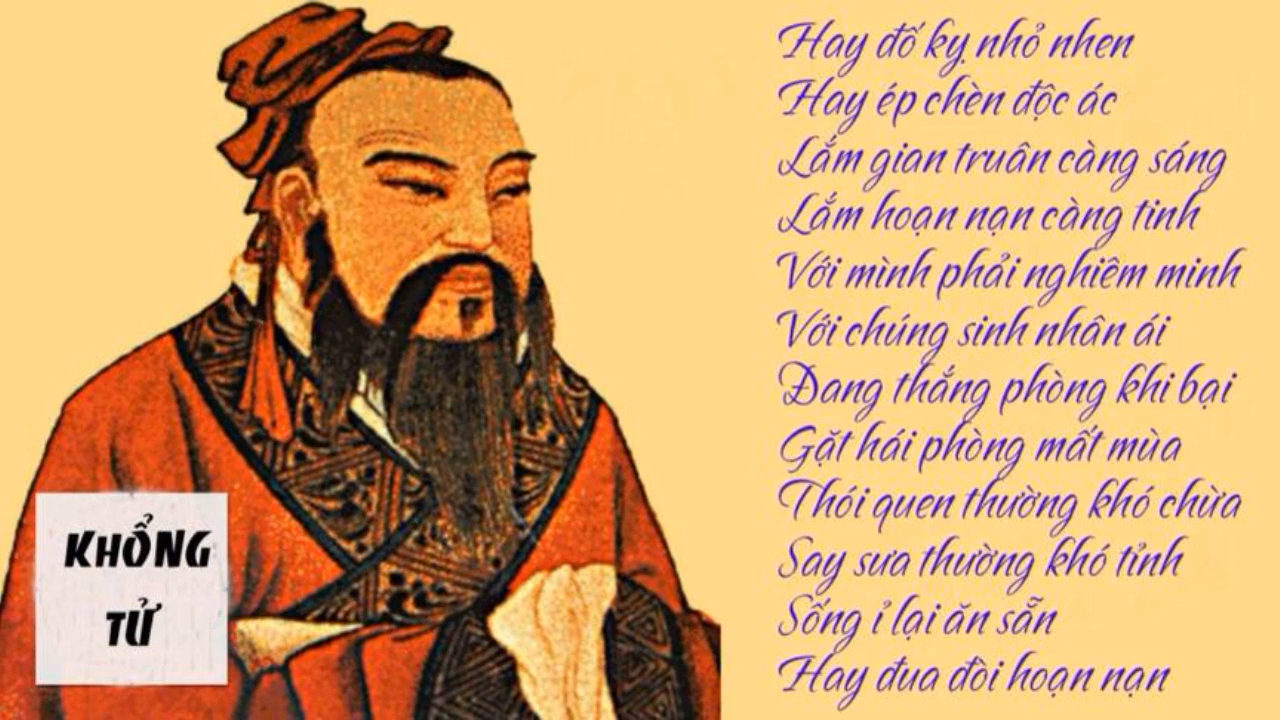 Hay đố kỵ nhỏ nhen
Hay ép chèn độc ác
Lắm gian truân càng sáng
Lắm hoạn nạn càng tinh
Với mình phải nghiêm minh
Với chúng sinh nhân ái
Đang thắng phòng khi bại
Gặt hái phòng mất mùa
Thói quen thường khó chừa
Say sưa thường khó tỉnh
Sống ỉ lại ăn sẵn
Hay đua đòi hoạn nạn
KHỔNG
TỬ